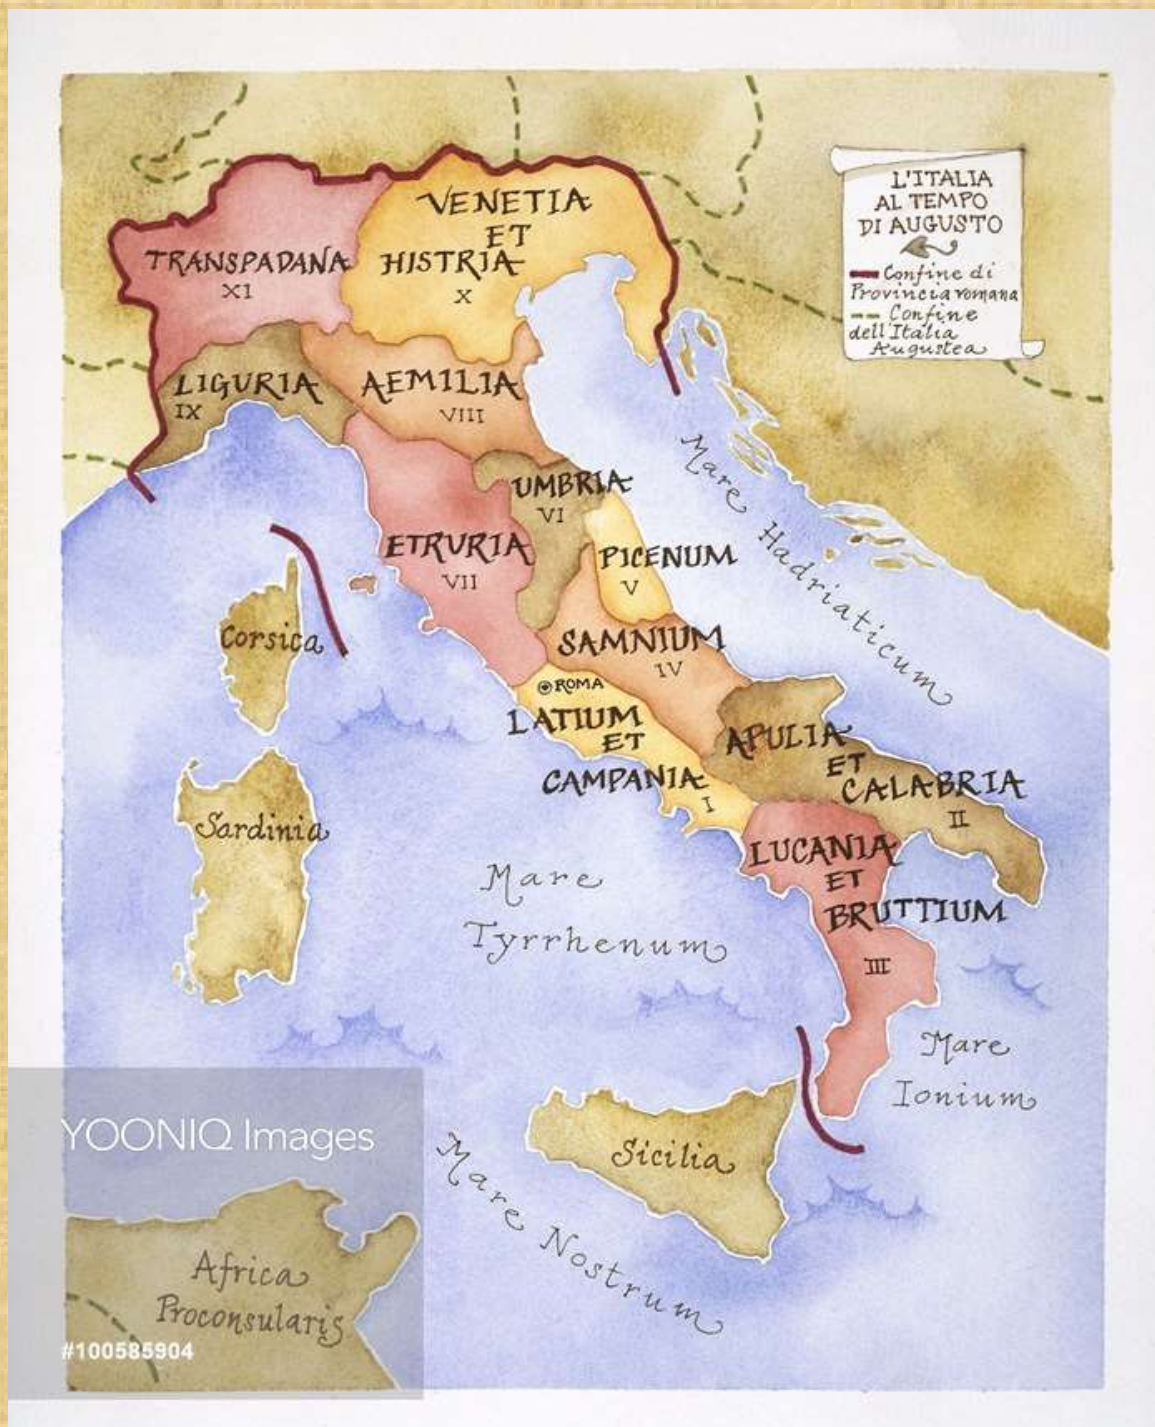 L'ITALIA
AL TEMPO
DI AUGUSTO
Confine di
Provincia romana
Confine
dell'Italia
Augustea
VENETIA
ET
HISTRIA
X
TRANSPADANA
XI
LIGURIA
IX
AEMILIA
VIII
UMBRIA
VI
ETRURIA
VII
PICENUM
V
SAMNIUM
IV
ROMA
LATIUM
ET
CAMPANIA
I
APULIA
ET
CALABRIA
II
LUCANIA
ET
BRUTTIUM
III
Mare Hadriaticum
Corsica
Sardinia
Mare
Tyrrhenum
Mare
Ionium
Sicilia
Mare Nostrum
YOONIQ Images
Africa
Proconsularis
#100585904